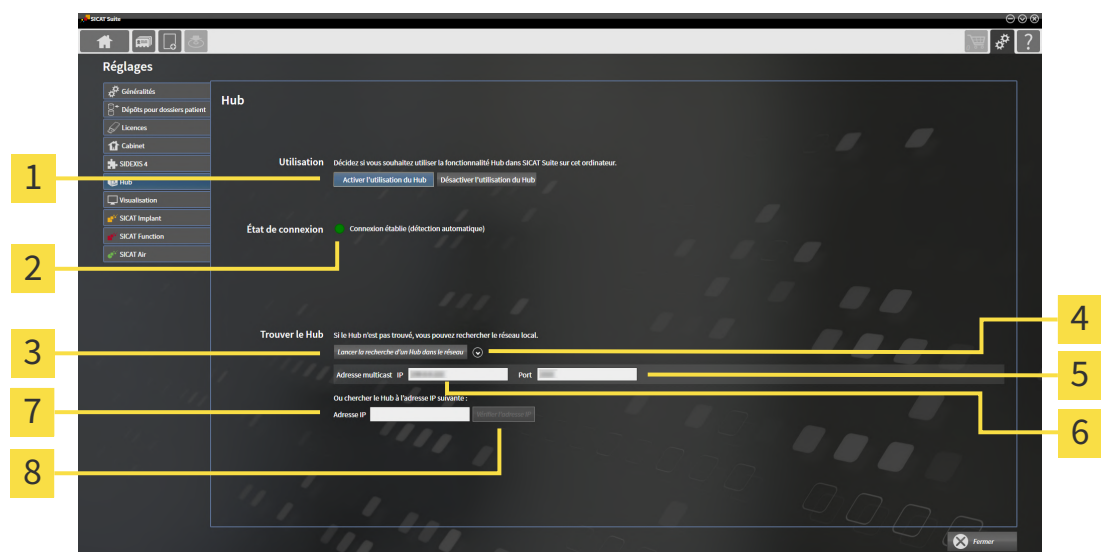 SICAT Suite
?
Réglages
Généralités
Dépôts pour dossiers patient
Licences
Cabinet
SIDEXIS 4
Hub
Visualisation
SICAT Implant
SICAT Function
SICAT Air
Hub
Utilisation Décidez si vous souhaitez utiliser la fonctionnalité Hub dans SICAT Suite sur cet ordinateur.
Activer l'utilisation du Hub Désactiver l'utilisation du Hub
État de connexion Connexion établie (détection automatique)
Trouver le Hub Si le Hub n'est pas trouvé, vous pouvez rechercher le réseau local.
Lancer la recherche d'un Hub dans le réseau
Adresse multicast IP Port
Ou chercher le Hub à l'adresse IP suivante :
Adresse IP Vérifier l'adresse IP
Fermer
1
2
3
7
8
4
5
6